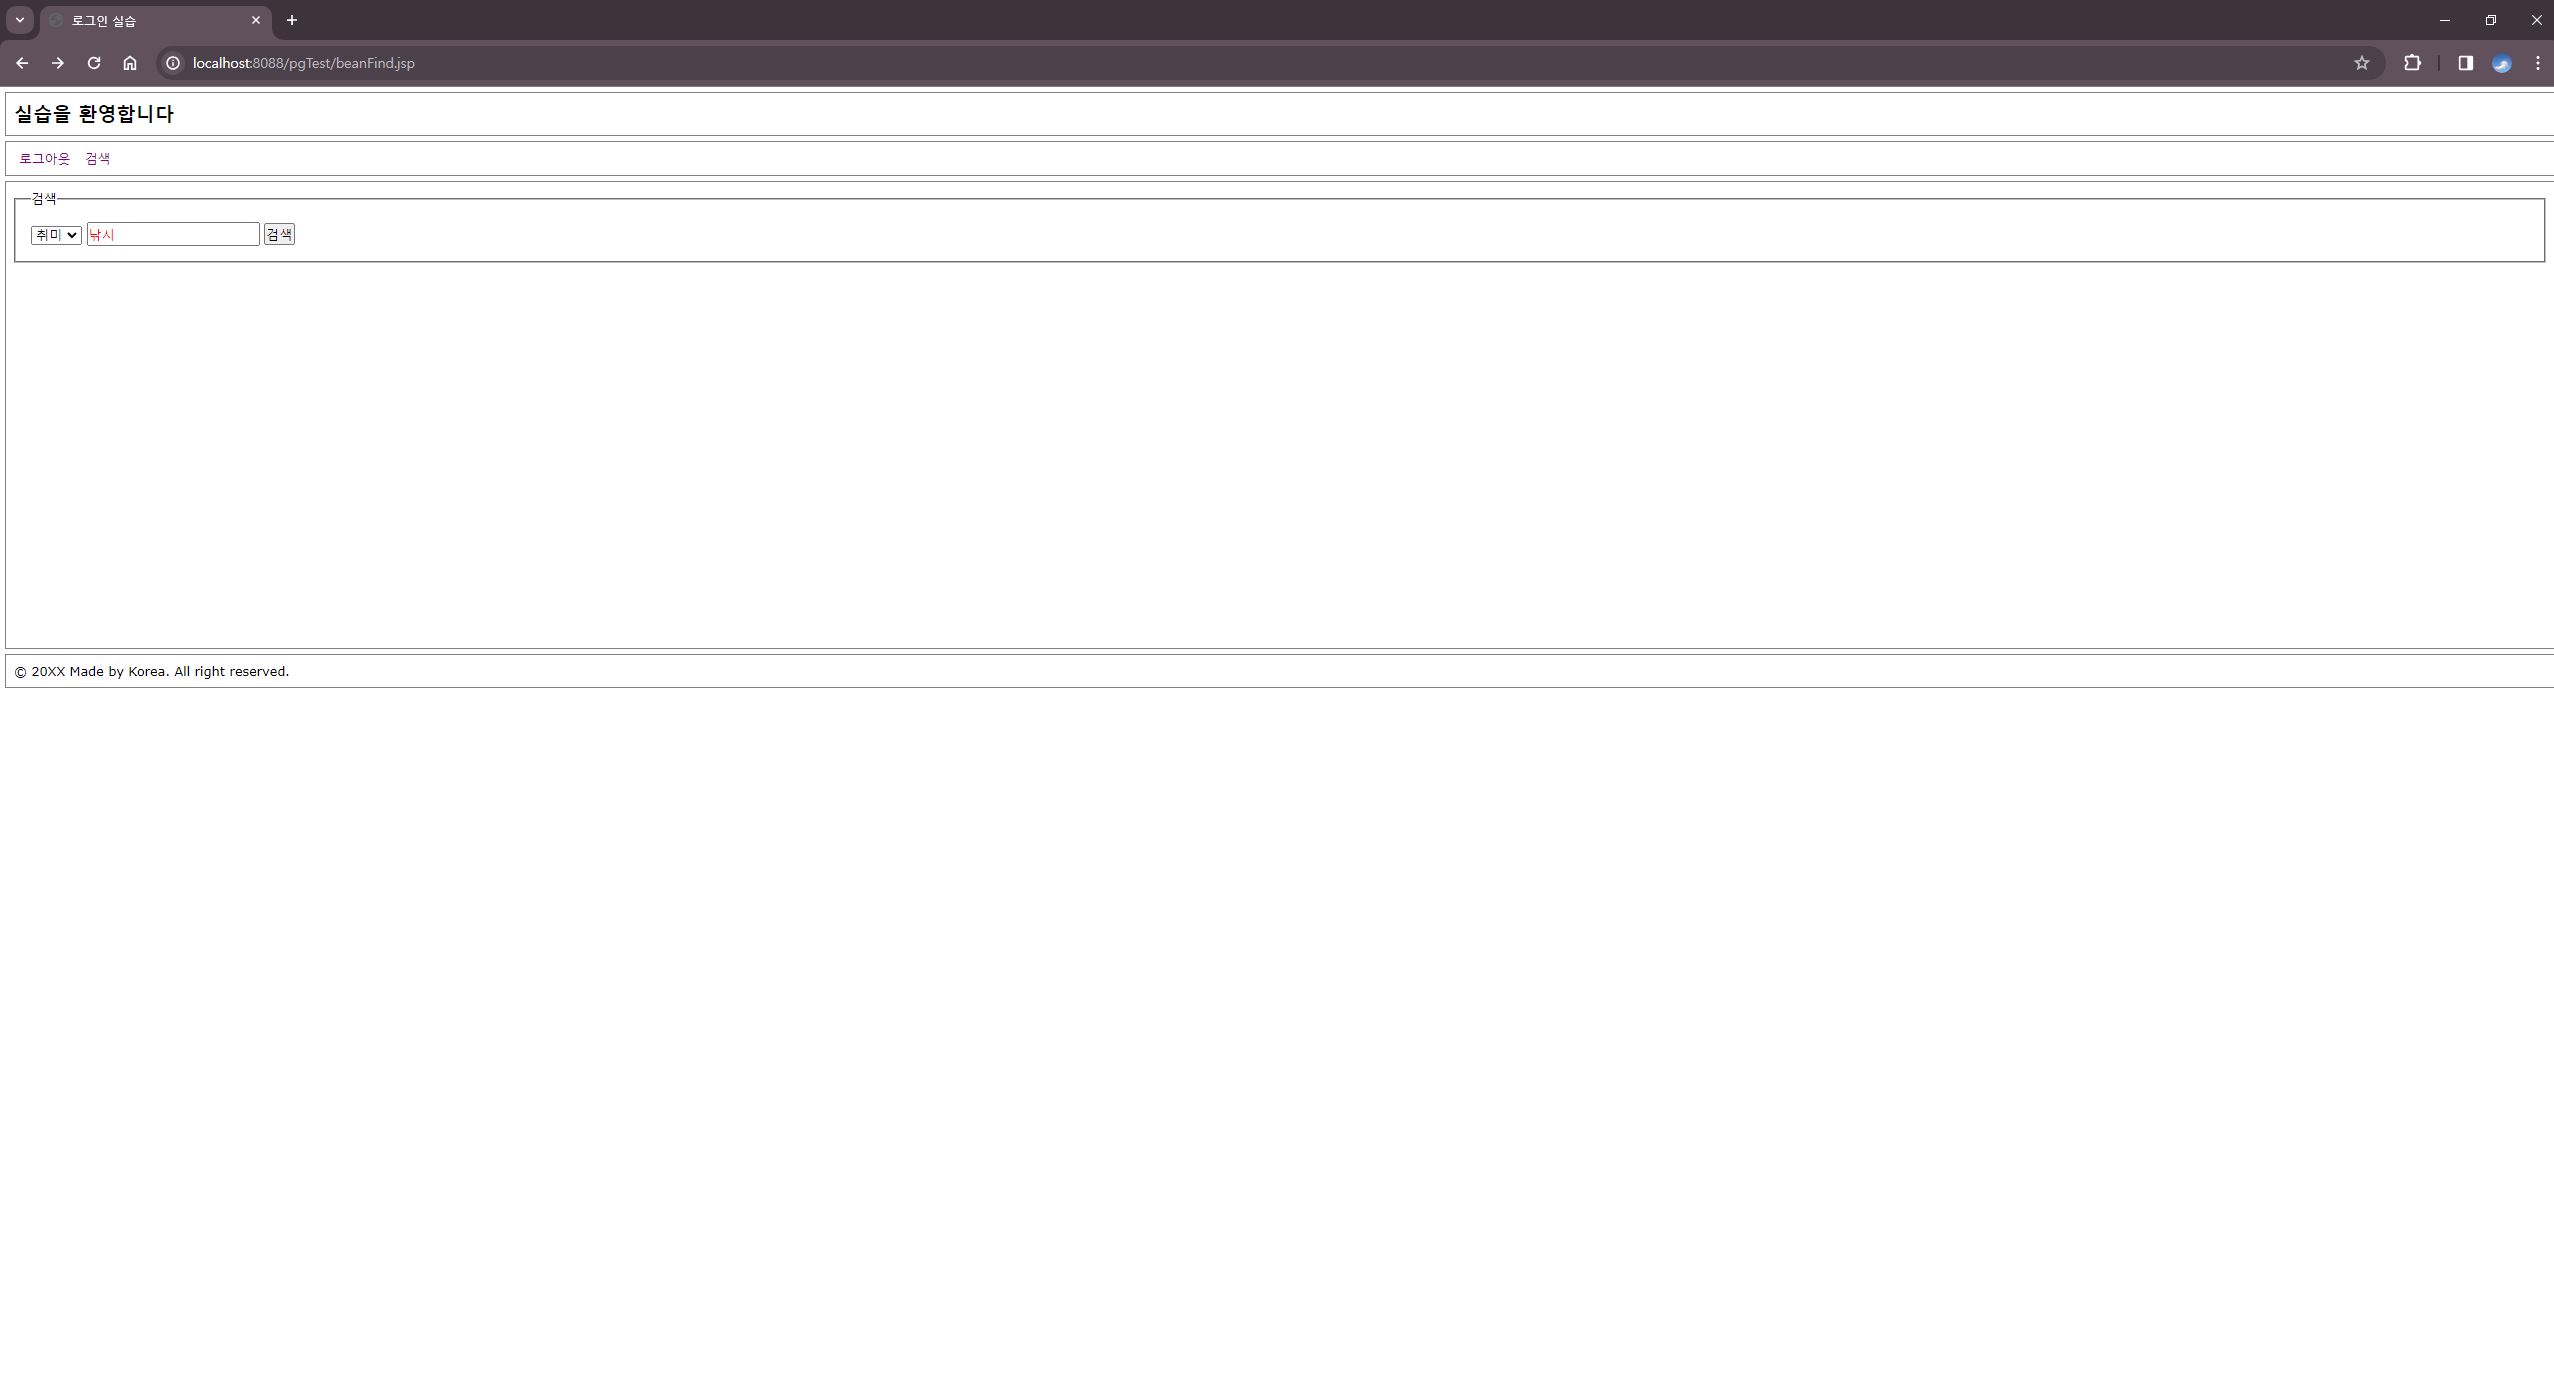 로그인 실습
localhost:8088/pgTest/beanFind.jsp
실습을 환영합니다
로그아웃 검색
검색
취미 낚시 검색
© 20XX Made by Korea. All right reserved.